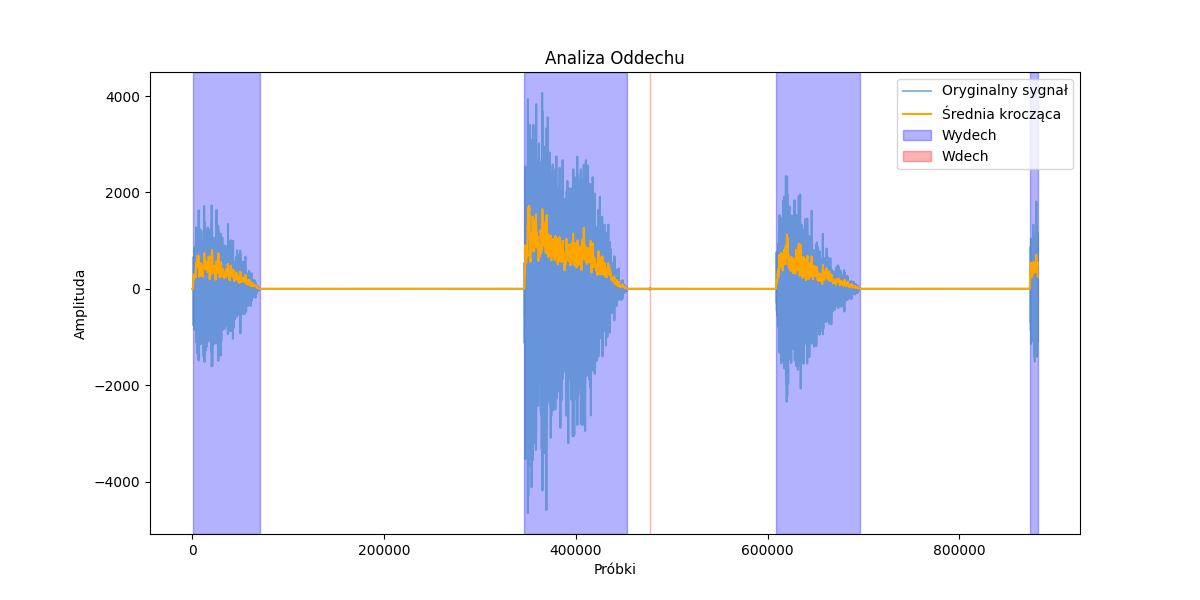 Analiza Oddechu
Amplituda
4000
2000
0
−2000
−4000
Oryginalny sygnał
Średnia krocząca
Wydech
Wdech
0
200000
400000
600000
800000
Próbki